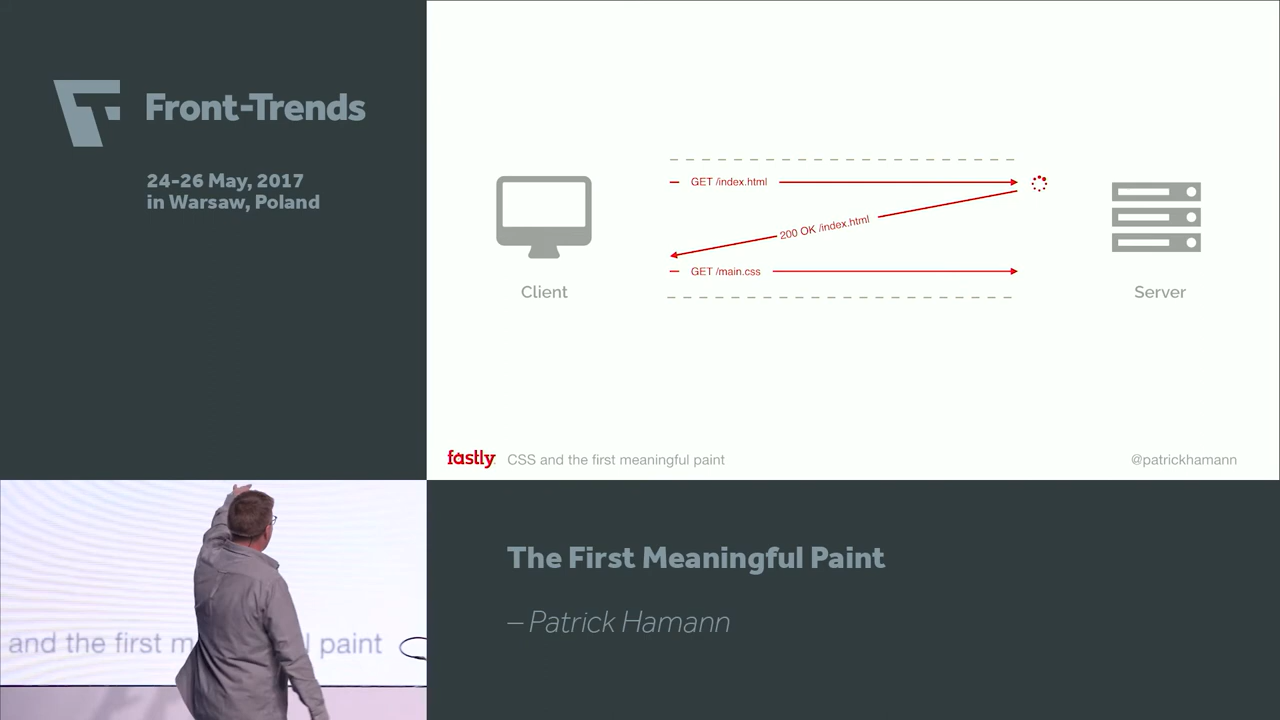 Front-Trends
24-26 May, 2017
in Warsaw, Poland
GET /index.html
200 OK /index.html
GET /main.css
Client
Server
fastly
CSS and the first meaningful paint
@patrickhamann
and the first m
l paint
The First Meaningful Paint
– Patrick Hamann